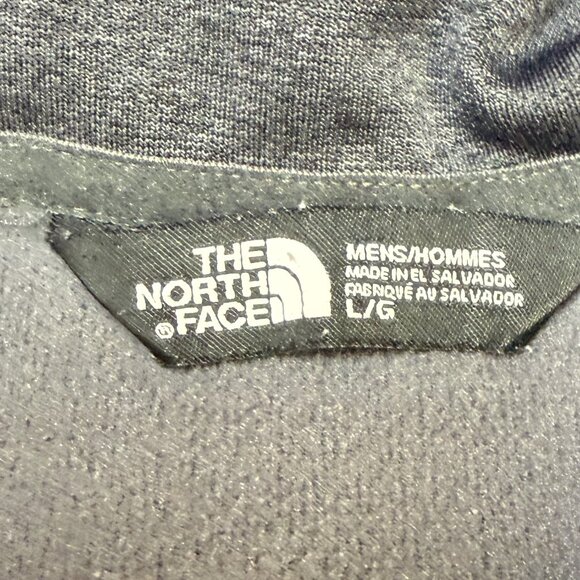 THE
NORTH
® FACE
MENS/HOMMES
MADE IN EL SALVADOR
FABRIQUÉ AU SALVADOR
L/G